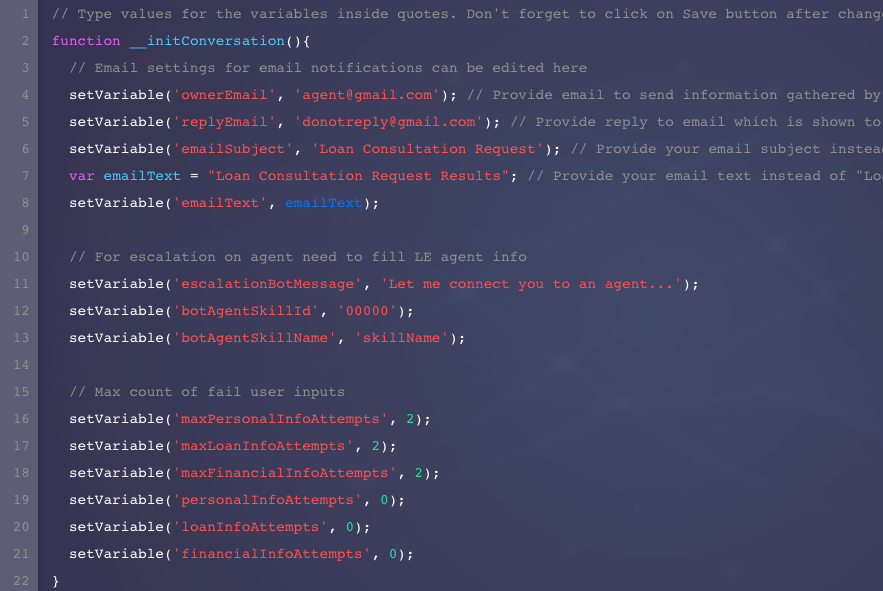 1 // Type values for the variables inside quotes. Don't forget to click on Save button after change
2 function __initConversation(){
3 // Email settings for email notifications can be edited here
4 setVariable('ownerEmail', 'agent@gmail.com'); // Provide email to send information gathered by
5 setVariable('replyEmail', 'donotreply@gmail.com'); // Provide reply to email which is shown to
6 setVariable('emailSubject', 'Loan Consultation Request'); // Provide your email subject instea
7 var emailText = "Loan Consultation Request Results"; // Provide your email text instead of "Loa
8 setVariable('emailText', emailText);
9
10 // For escalation on agent need to fill LE agent info
11 setVariable('escalationBotMessage', 'Let me connect you to an agent...');
12 setVariable('botAgentSkillId', '00000');
13 setVariable('botAgentSkillName', 'skillName');
14
15 // Max count of fail user inputs
16 setVariable('maxPersonalInfoAttempts', 2);
17 setVariable('maxLoanInfoAttempts', 2);
18 setVariable('maxFinancialInfoAttempts', 2);
19 setVariable('personalInfoAttempts', 0);
20 setVariable('loanInfoAttempts', 0);
21 setVariable('financialInfoAttempts', 0);
22 }